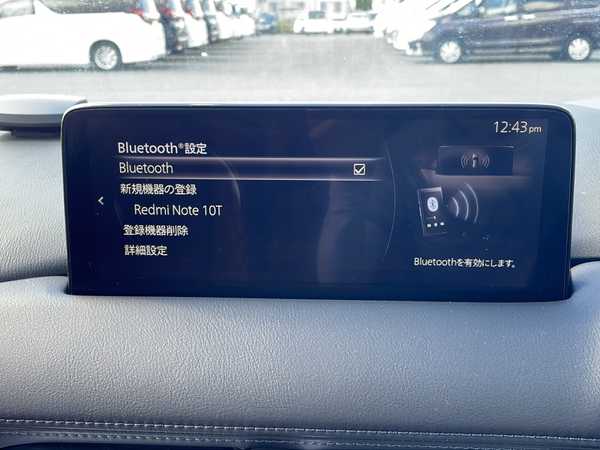 12:43pm
Bluetooth®設定
Bluetooth
新規機器の登録
Redmi Note 10T
登録機器削除
詳細設定
Bluetoothを有効にします。